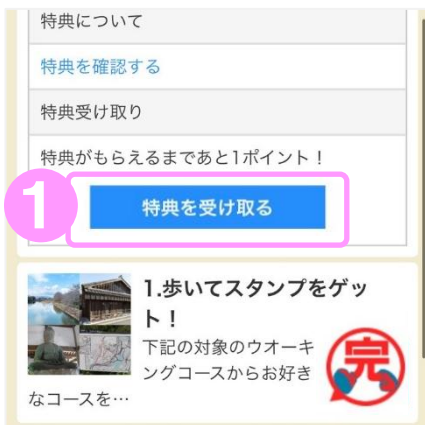 特典について
特典を確認する
特典受け取り
特典がもらえるまであと1ポイント！
1
特典を受け取る
1.歩いてスタンプをゲッ
ト！
下記の対象のウオーキ
ングコースからお好き
なコースを…
完